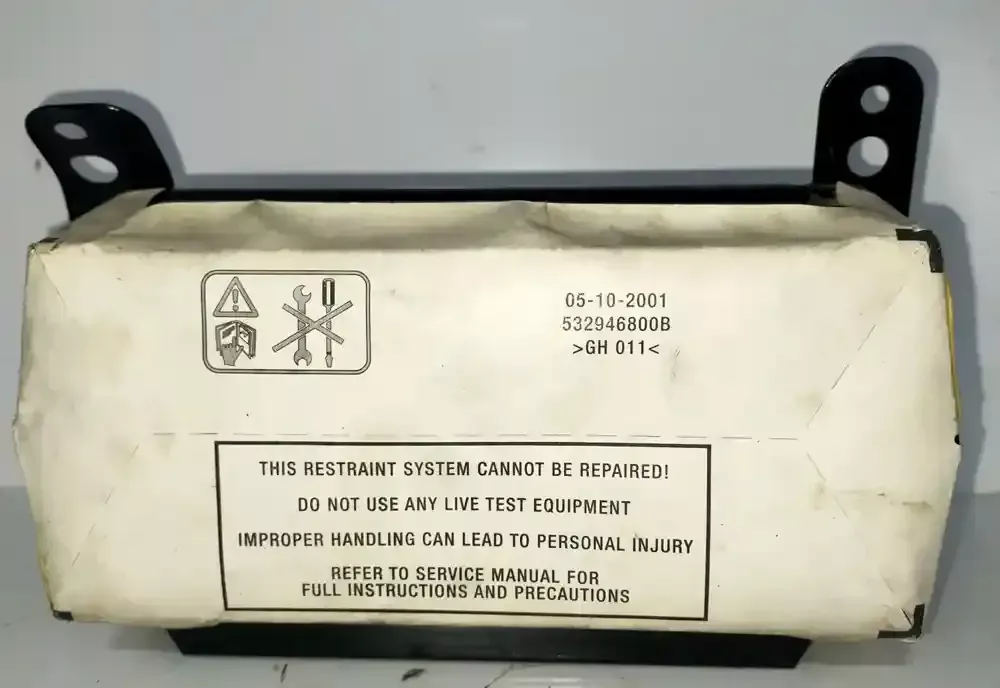 05-10-2001
532946800B
>GH 011<
THIS RESTRAINT SYSTEM CANNOT BE REPAIRED!
DO NOT USE ANY LIVE TEST EQUIPMENT
IMPROPER HANDLING CAN LEAD TO PERSONAL INJURY
REFER TO SERVICE MANUAL FOR
FULL INSTRUCTIONS AND PRECAUTIONS